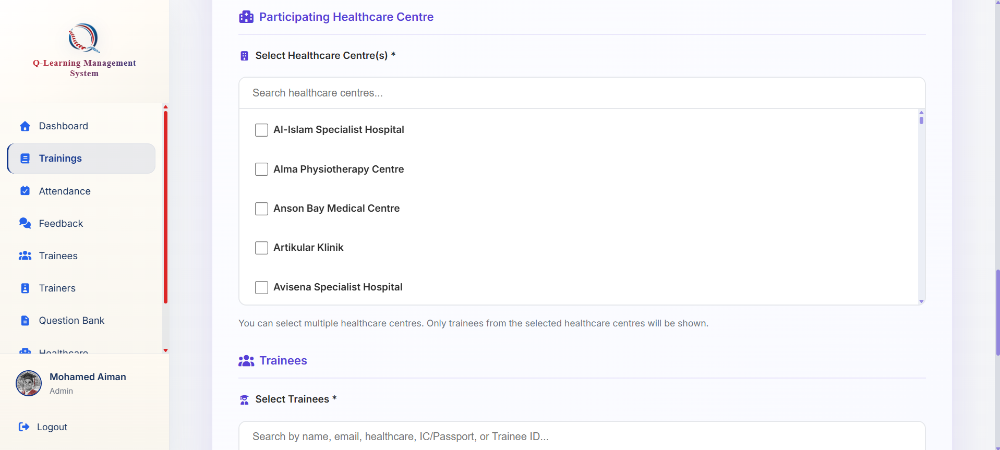 Q-Learning Management
System
Dashboard
Trainings
Attendance
Feedback
Trainees
Trainers
Question Bank
Healthcare
Mohamed Aiman
Admin
Logout
Participating Healthcare Centre
Select Healthcare Centre(s) *
Search healthcare centres...
Al-Islam Specialist Hospital
Alma Physiotherapy Centre
Anson Bay Medical Centre
Artikular Klinik
Avisena Specialist Hospital
You can select multiple healthcare centres. Only trainees from the selected healthcare centres will be shown.
Trainees
Select Trainees *
Search by name, email, healthcare, IC/Passport, or Trainee ID...